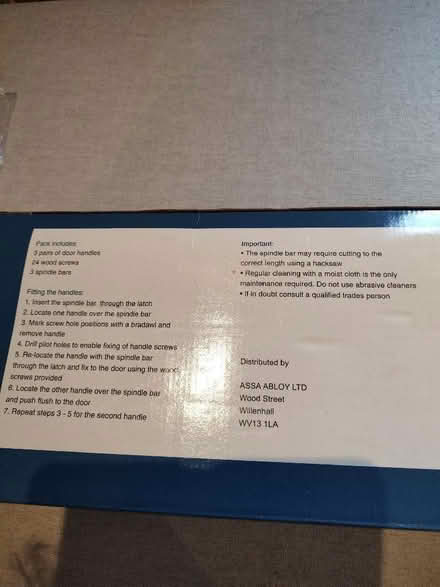 Pack includes:
3 pairs of door handles
24 wood screws
3 spindle bars
Fitting the handles:
1. Insert the spindle bar through the latch
2. Locate one handle over the spindle bar
3. Mark screw hole positions with a bradawl and
remove handle
4. Drill pilot holes to enable fixing of handle screws
5. Re-locate the handle with the spindle bar
through the latch and fix to the door using the wood
screws provided
6. Locate the other handle over the spindle bar
and push flush to the door
7. Repeat steps 3 - 5 for the second handle
Important:
• The spindle bar may require cutting to the
correct length using a hacksaw
• Regular cleaning with a moist cloth is the only
maintenance required. Do not use abrasive cleaners
• If in doubt consult a qualified trades person
Distributed by
ASSA ABLOY LTD
Wood Street
Willenhall
WV13 1LA